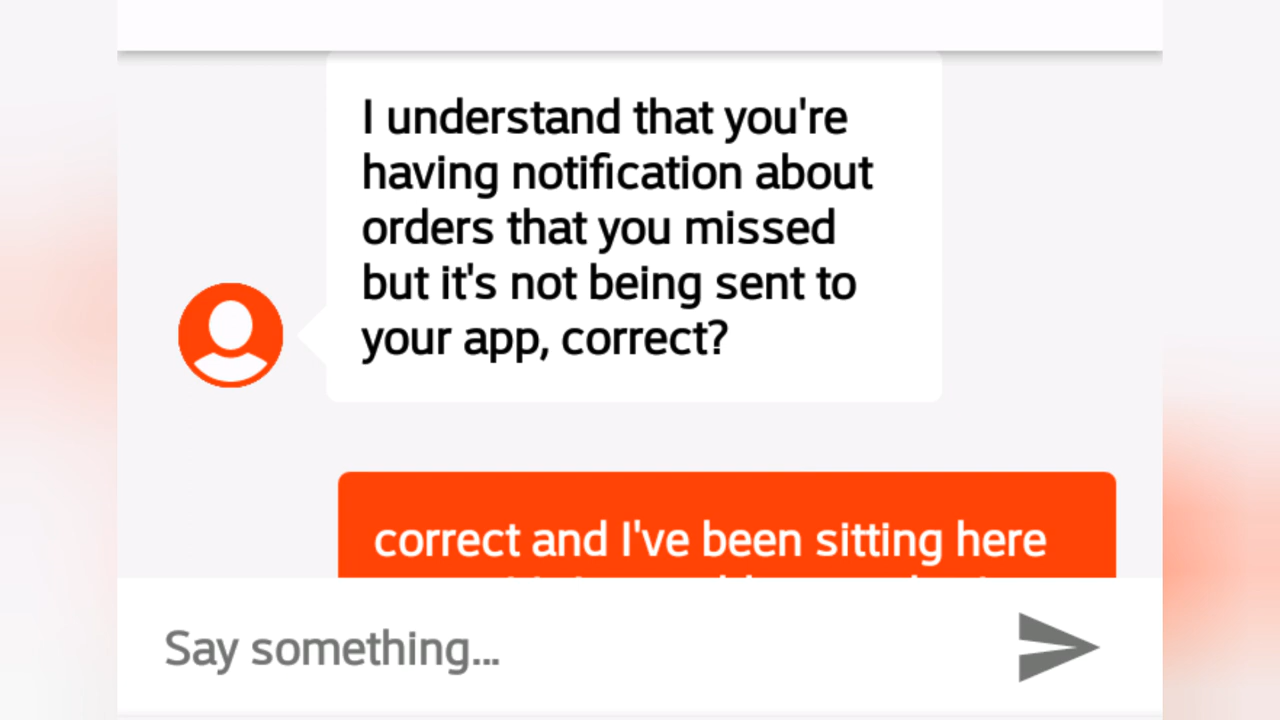 I understand that you're
having notification about
orders that you missed
but it's not being sent to
your app, correct?
correct and I've been sitting here
Say something...